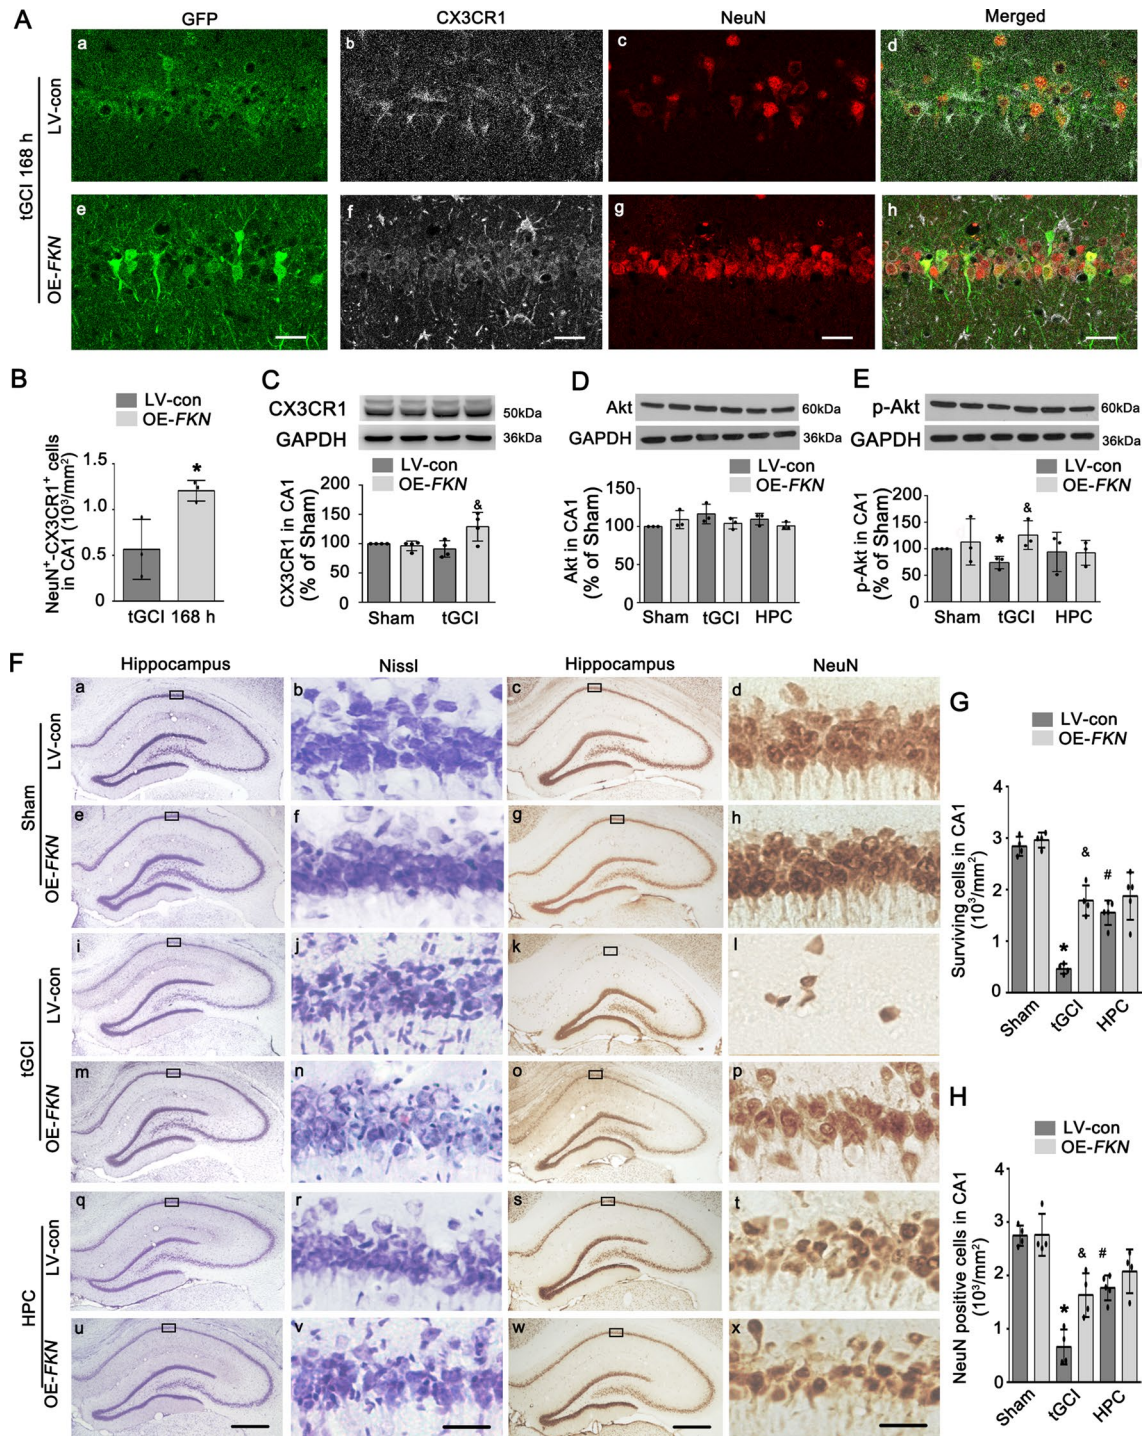 A
GFP
CX3CR1
NeuN
Merged
tGCI 168 h
LV-con
a
b
c
d
OE-FKN
e
f
g
h
B
LV-con
OE-FKN
NeuN⁺-CX3CR1⁺ cells
in CA1 (10³/mm²)
1.5
1.0
0.5
0
*
tGCI 168 h
C
CX3CR1
50kDa
GAPDH
36kDa
LV-con
OE-FKN
CX3CR1 in CA1
(% of Sham)
200
150
100
50
0
&
Sham
tGCI
D
Akt
60kDa
GAPDH
36kDa
LV-con
OE-FKN
Akt in CA1
(% of Sham)
150
100
50
0
Sham
tGCI
HPC
E
p-Akt
60kDa
GAPDH
36kDa
LV-con
OE-FKN
p-Akt in CA1
(% of Sham)
200
150
100
50
0
*
&
Sham
tGCI
HPC
F
Hippocampus
Nissl
Hippocampus
NeuN
Sham
LV-con
a
b
c
d
OE-FKN
e
f
g
h
tGCI
LV-con
i
j
k
l
OE-FKN
m
n
o
p
HPC
LV-con
q
r
s
t
OE-FKN
u
v
w
x
G
LV-con
OE-FKN
Surviving cells in CA1
(10³/mm²)
4
3
2
1
0
*
&
#
Sham
tGCI
HPC
H
LV-con
OE-FKN
NeuN positive cells in CA1
(10³/mm²)
4
3
2
1
0
*
&
#
Sham
tGCI
HPC